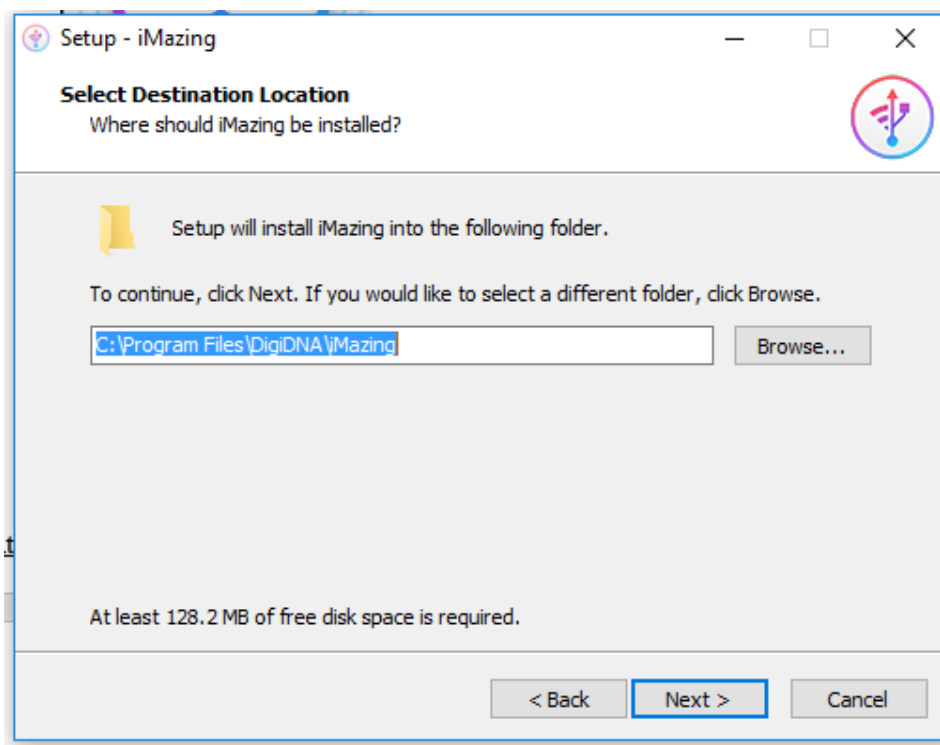 Setup - iMazing
Select Destination Location
Where should iMazing be installed?
Setup will install iMazing into the following folder.
To continue, click Next. If you would like to select a different folder, click Browse.
C:\Program Files\DigiDNA\iMazing
Browse...
At least 128.2 MB of free disk space is required.
< Back
Next >
Cancel